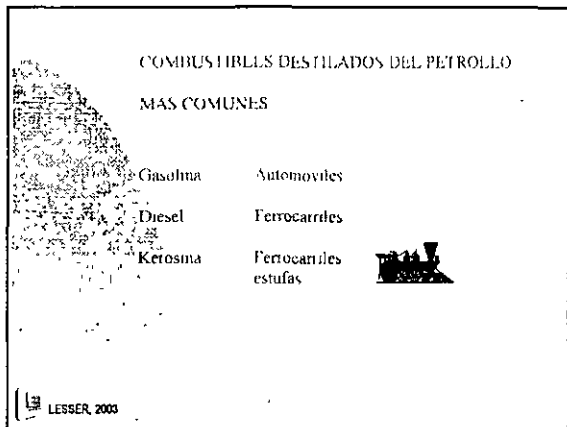 COMBUSTIBLES DESTILADOS DEL PETROLEO
MAS COMUNES
Gasolina Automoviles
Diesel Ferrocarriles
Kerosina Ferrocarriles
estufas
LESSER, 2003